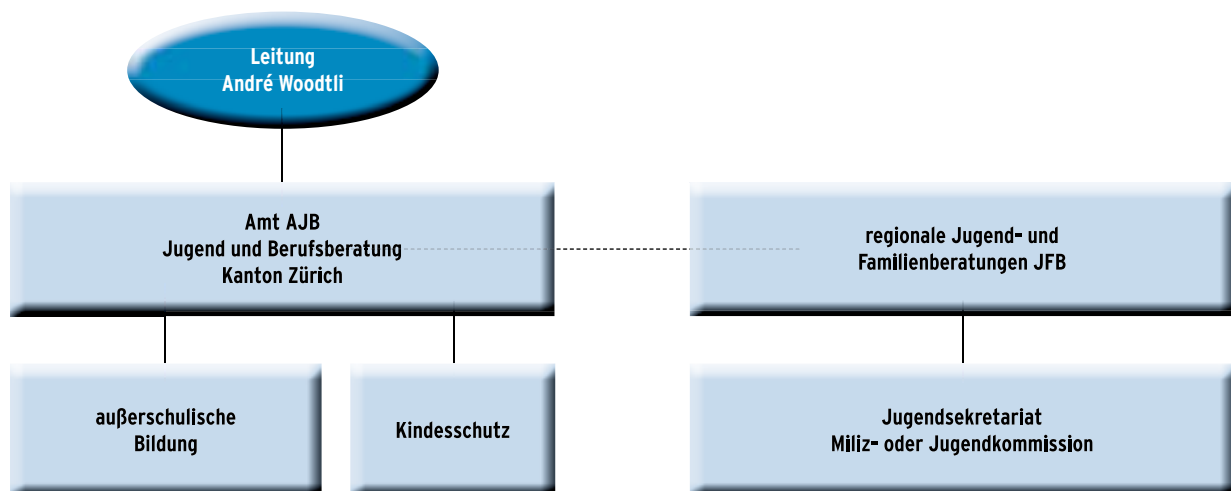 Leitung
André Woodtli
Amt AJB
Jugend und Berufsberatung
Kanton Zürich
regionale Jugend- und
Familienberatungen JFB
außerschulische
Bildung
Kindesschutz
Jugendsekretariat
Miliz- oder Jugendkommission